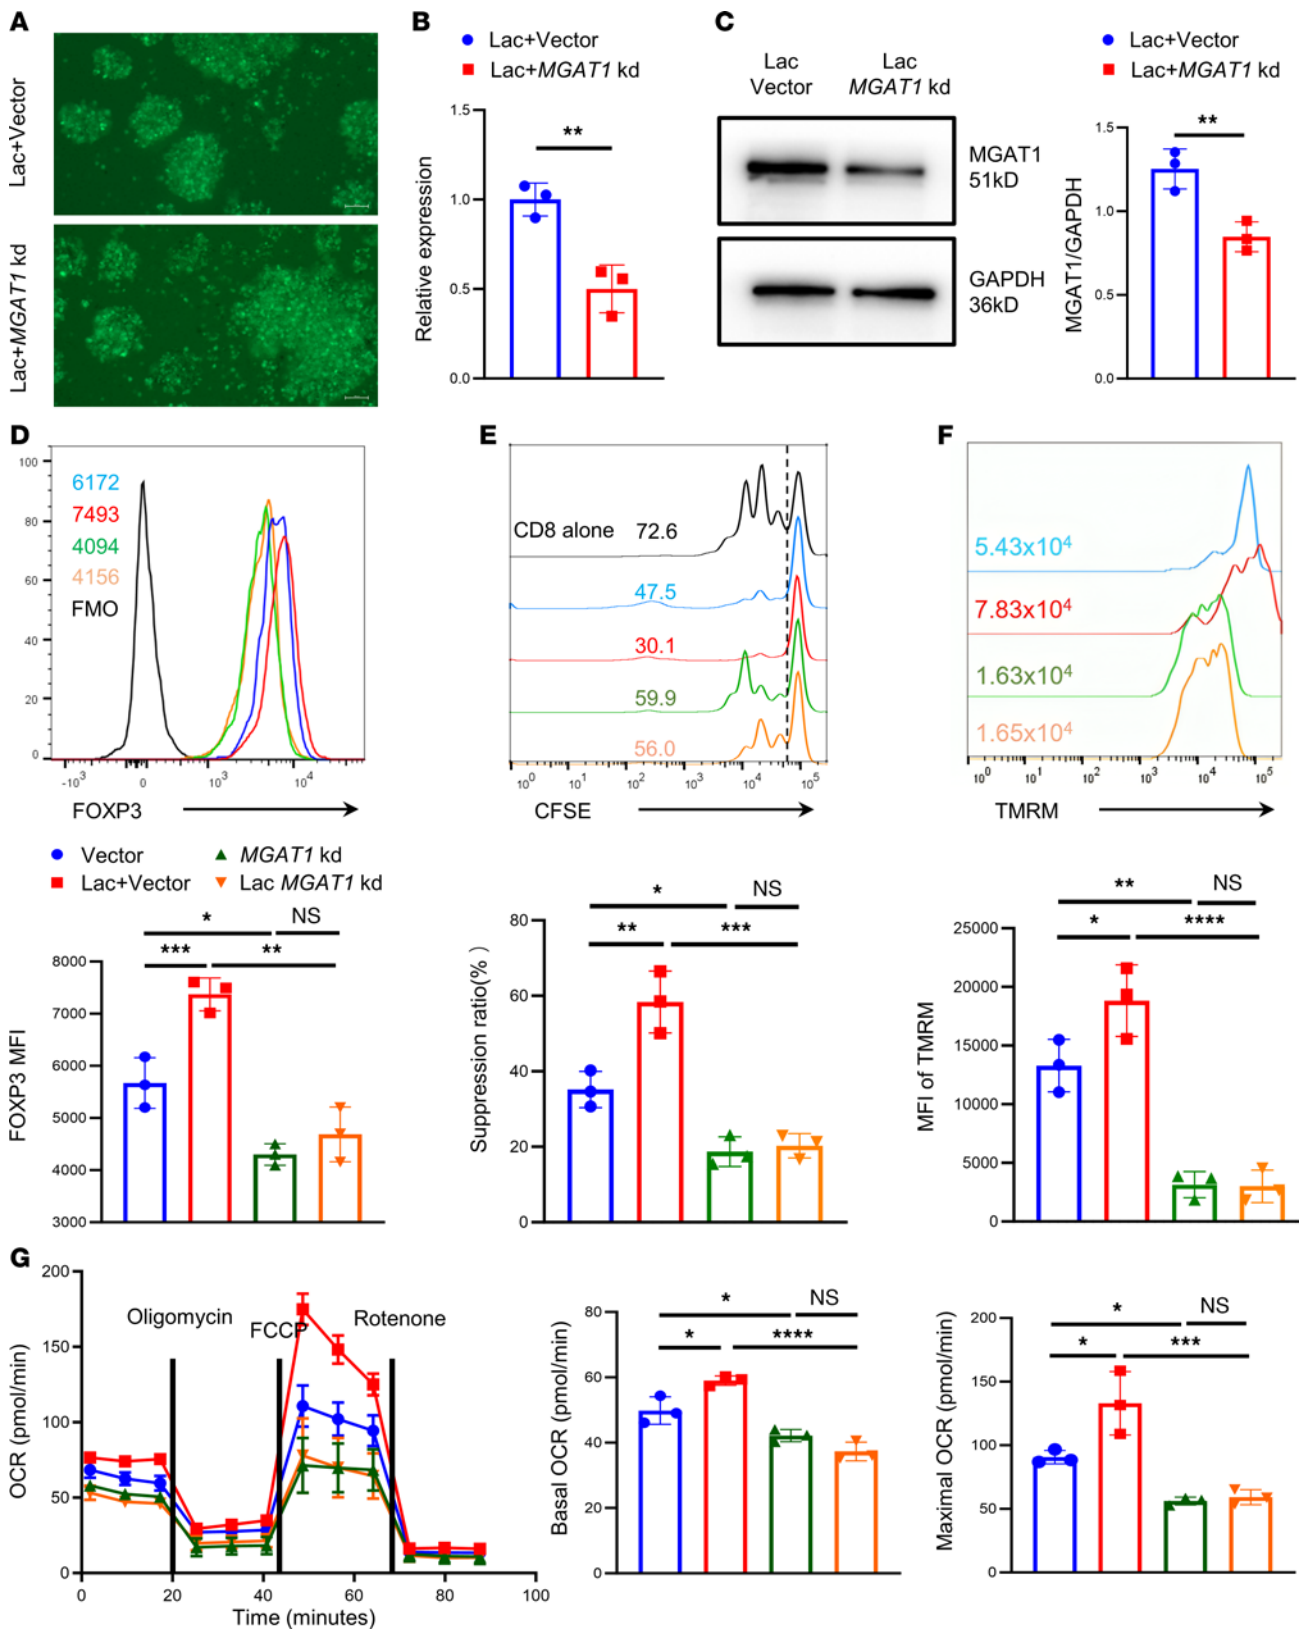 A
Lac+Vector
Lac+MGAT1 kd
B
Lac+Vector
Lac+MGAT1 kd
Relative expression
1.5
1.0
0.5
0.0
**
C
Lac
Vector
Lac
MGAT1 kd
MGAT1
51kD
GAPDH
36kD
Lac+Vector
Lac+MGAT1 kd
MGAT1/GAPDH
1.5
1.0
0.5
0.0
**
D
100
80
60
40
20
0
6172
7493
4094
4156
FMO
-10³ 0 10³ 10⁴
FOXP3
E
CD8 alone 72.6
47.5
30.1
59.9
56.0
10⁰ 10¹ 10² 10³ 10⁴ 10⁵
CFSE
F
5.43x10⁴
7.83x10⁴
1.63x10⁴
1.65x10⁴
10⁰ 10¹ 10² 10³ 10⁴ 10⁵
TMRM
Vector
Lac+Vector
MGAT1 kd
Lac MGAT1 kd
FOXP3 MFI
8000
7000
6000
5000
4000
3000
* NS
*** **
Suppression ratio(%)
80
60
40
20
0
* NS
** ***
MFI of TMRM
25000
20000
15000
10000
5000
0
** NS
* ****
G
OCR (pmol/min)
200
150
100
50
0
Oligomycin
FCCP
Rotenone
0 20 40 60 80 100
Time (minutes)
Basal OCR (pmol/min)
80
60
40
20
0
* NS
* ****
Maximal OCR (pmol/min)
200
150
100
50
0
* NS
* ***